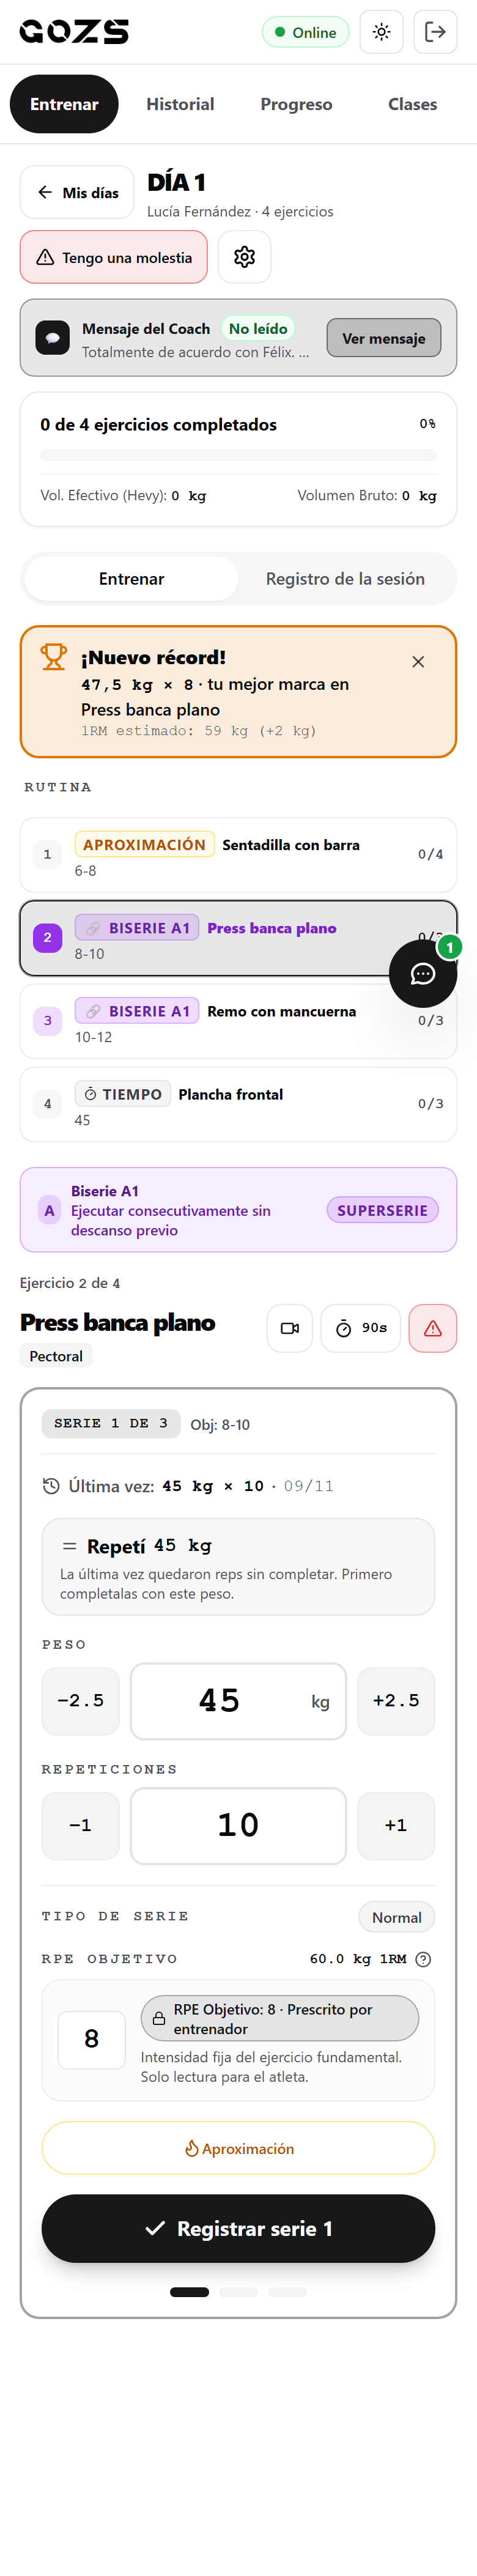 GOZS
Online
Entrenar
Historial
Progreso
Clases
Mis días
DÍA 1
Lucía Fernández · 4 ejercicios
Tengo una molestia
Mensaje del Coach
No leído
Totalmente de acuerdo con Félix. ...
Ver mensaje
0 de 4 ejercicios completados
0%
Vol. Efectivo (Hevy): 0 kg
Volumen Bruto: 0 kg
Entrenar
Registro de la sesión
¡Nuevo récord!
47,5 kg × 8 · tu mejor marca en
Press banca plano
1RM estimado: 59 kg (+2 kg)
RUTINA
1
APROXIMACIÓN
Sentadilla con barra
6-8
0/4
2
BISERIE A1
Press banca plano
8-10
1
3
BISERIE A1
Remo con mancuerna
10-12
0/3
4
TIEMPO
Plancha frontal
45
0/3
A
Biserie A1
Ejecutar consecutivamente sin
descanso previo
SUPERSERIE
Ejercicio 2 de 4
Press banca plano
90s
Pectoral
SERIE 1 DE 3
Obj: 8-10
Última vez: 45 kg × 10 · 09/11
= Repetí 45 kg
La última vez quedaron reps sin completar. Primero
completalas con este peso.
PESO
−2.5
45
kg
+2.5
REPETICIONES
−1
10
+1
TIPO DE SERIE
Normal
RPE OBJETIVO
60.0 kg 1RM
8
RPE Objetivo: 8 · Prescrito por
entrenador
Intensidad fija del ejercicio fundamental.
Solo lectura para el atleta.
Aproximación
Registrar serie 1